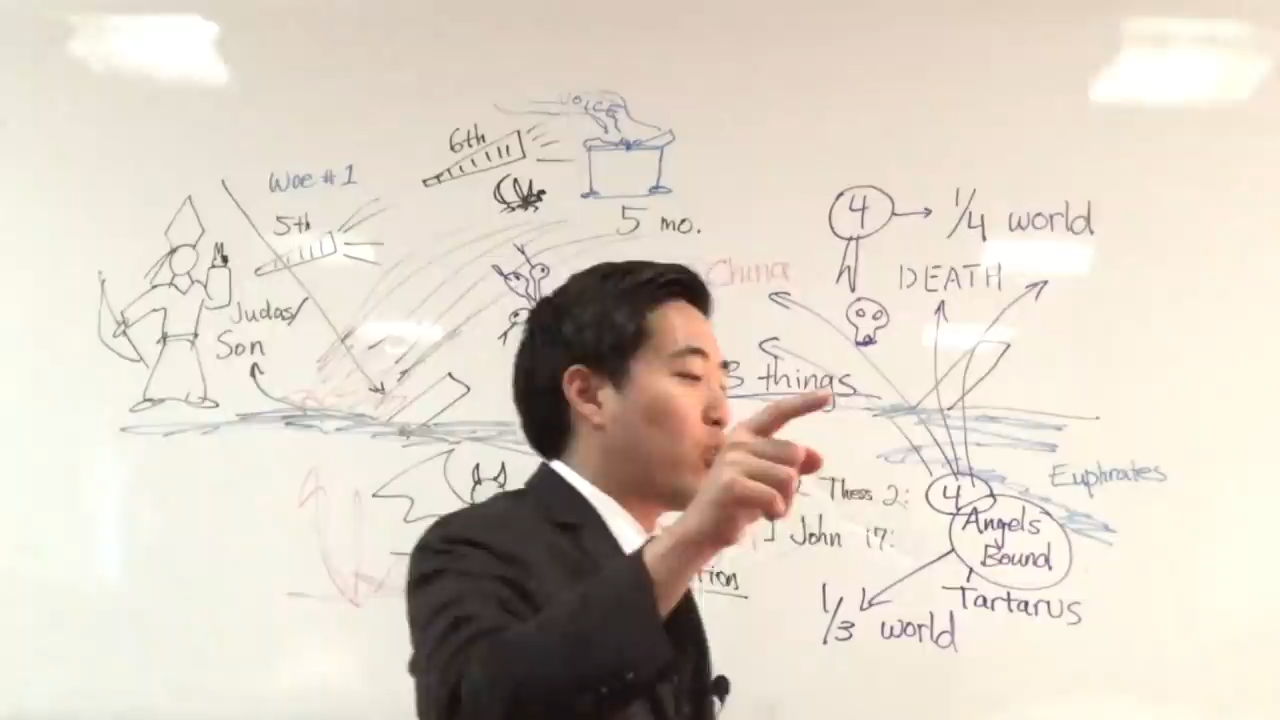 VOICE
6th
Woe #1
5th
5 mo.
4
1/4 world
China
DEATH
Judas/
Son
3 things
Euphrates
Thess 2:
4
Angels
Bound
John 17:
Tartarus
1/3 world